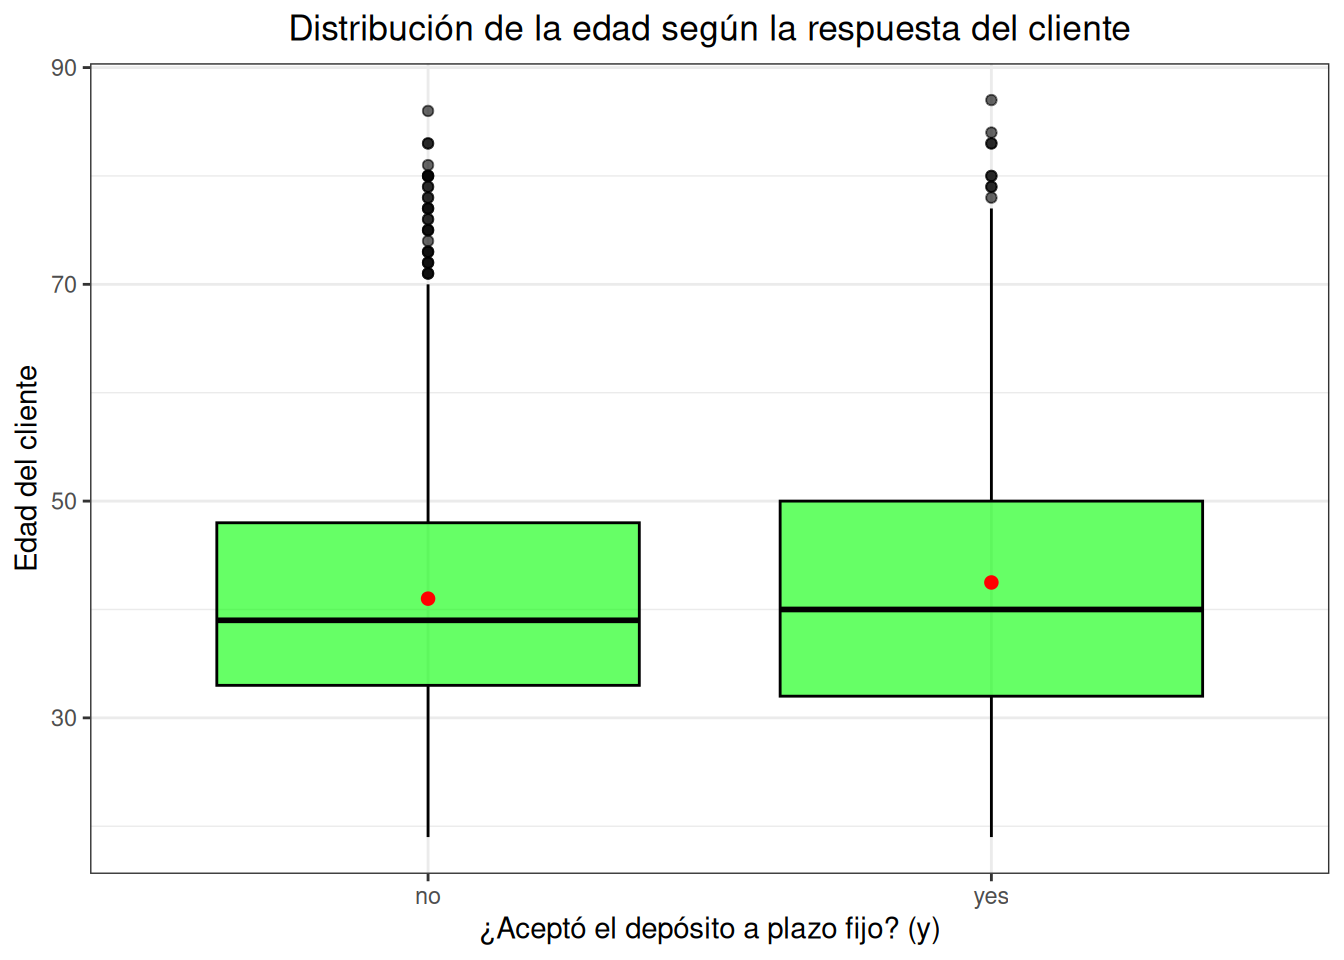 Distribución de la edad según la respuesta del cliente
90
70
50
30
Edad del cliente
no
yes
¿Aceptó el depósito a plazo fijo? (y)